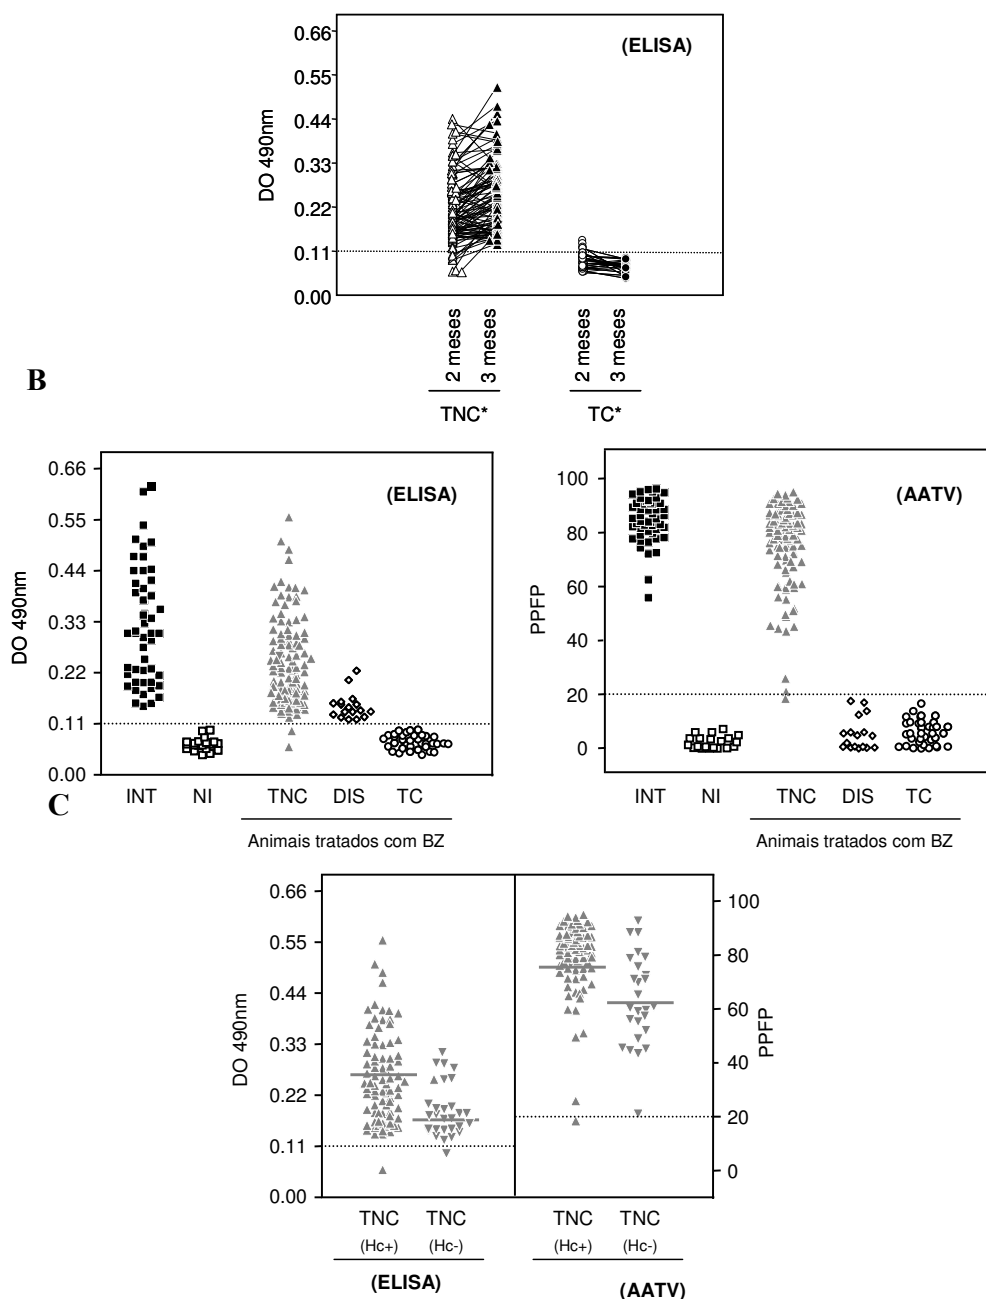 (ELISA)
0.66
0.55
0.44
0.33
0.22
0.11
0.00
DO 490nm
2 meses
3 meses
2 meses
3 meses
TNC*
TC*
B
(ELISA)
0.66
0.55
0.44
0.33
0.22
0.11
0.00
DO 490nm
INT
NI
TNC
DIS
TC
Animais tratados com BZ
(AATV)
100
80
60
40
20
0
PPFP
INT
NI
TNC
DIS
TC
Animais tratados com BZ
C
0.66
0.55
0.44
0.33
0.22
0.11
0.00
DO 490nm
100
80
60
40
20
0
PPFP
TNC
(Hc+)
TNC
(Hc-)
TNC
(Hc+)
TNC
(Hc-)
(ELISA)
(AATV)